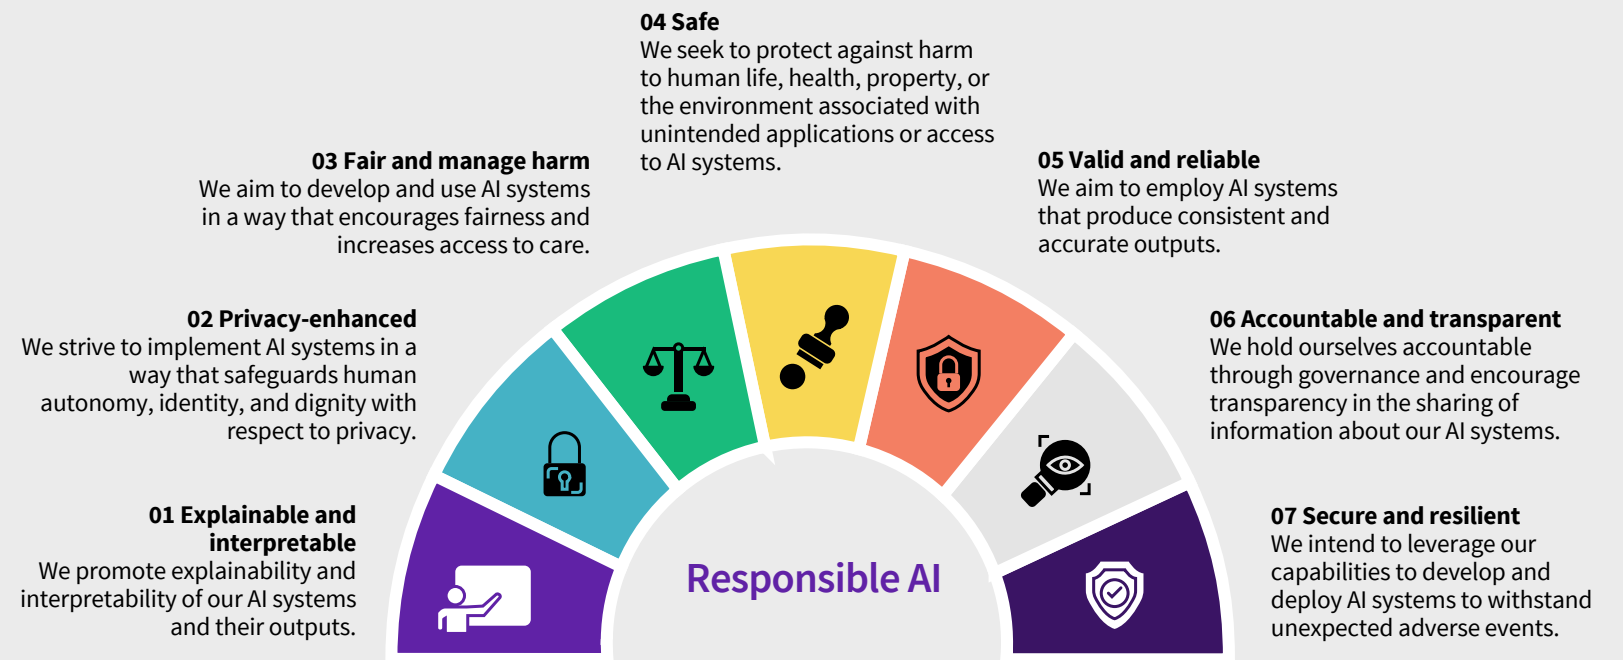 04 Safe
We seek to protect against harm
to human life, health, property, or
the environment associated with
unintended applications or access
to AI systems.
03 Fair and manage harm
We aim to develop and use AI systems
in a way that encourages fairness and
increases access to care.
05 Valid and reliable
We aim to employ AI systems
that produce consistent and
accurate outputs.
02 Privacy-enhanced
We strive to implement AI systems in a
way that safeguards human
autonomy, identity, and dignity with
respect to privacy.
06 Accountable and transparent
We hold ourselves accountable
through governance and encourage
transparency in the sharing of
information about our AI systems.
01 Explainable and
interpretable
We promote explainability and
interpretability of our AI systems
and their outputs.
Responsible AI
07 Secure and resilient
We intend to leverage our
capabilities to develop and
deploy AI systems to withstand
unexpected adverse events.